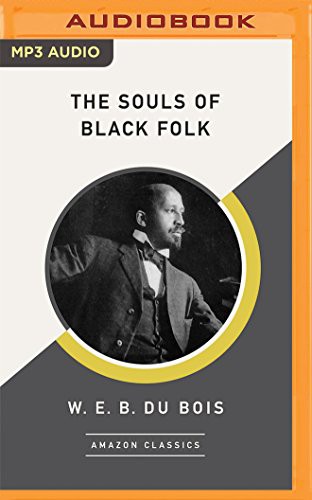 AUDIOBOOK
MP3 AUDIO
THE SOULS OF
BLACK FOLK
W. E. B. DU BOIS
AMAZON CLASSICS